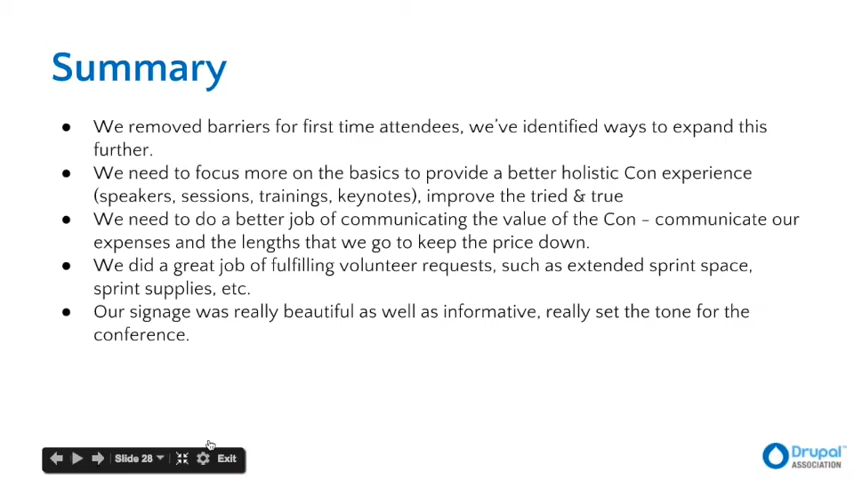 Summary
● We removed barriers for first time attendees, we've identified ways to expand this
further.
● We need to focus more on the basics to provide a better holistic Con experience
(speakers, sessions, trainings, keynotes), improve the tried & true
● We need to do a better job of communicating the value of the Con – communicate our
expenses and the lengths that we go to keep the price down.
● We did a great job of fulfilling volunteer requests, such as extended sprint space,
sprint supplies, etc.
● Our signage was really beautiful as well as informative, really set the tone for the
conference.
Slide 28 Exit
Drupal™
ASSOCIATION